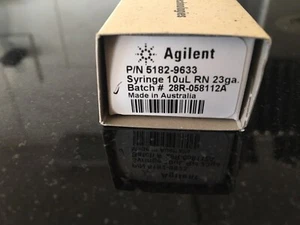 Agilent
P/N 5182-9633
Syringe 10uL RN 23ga.
Batch # 28R-058112A
Made in Australia